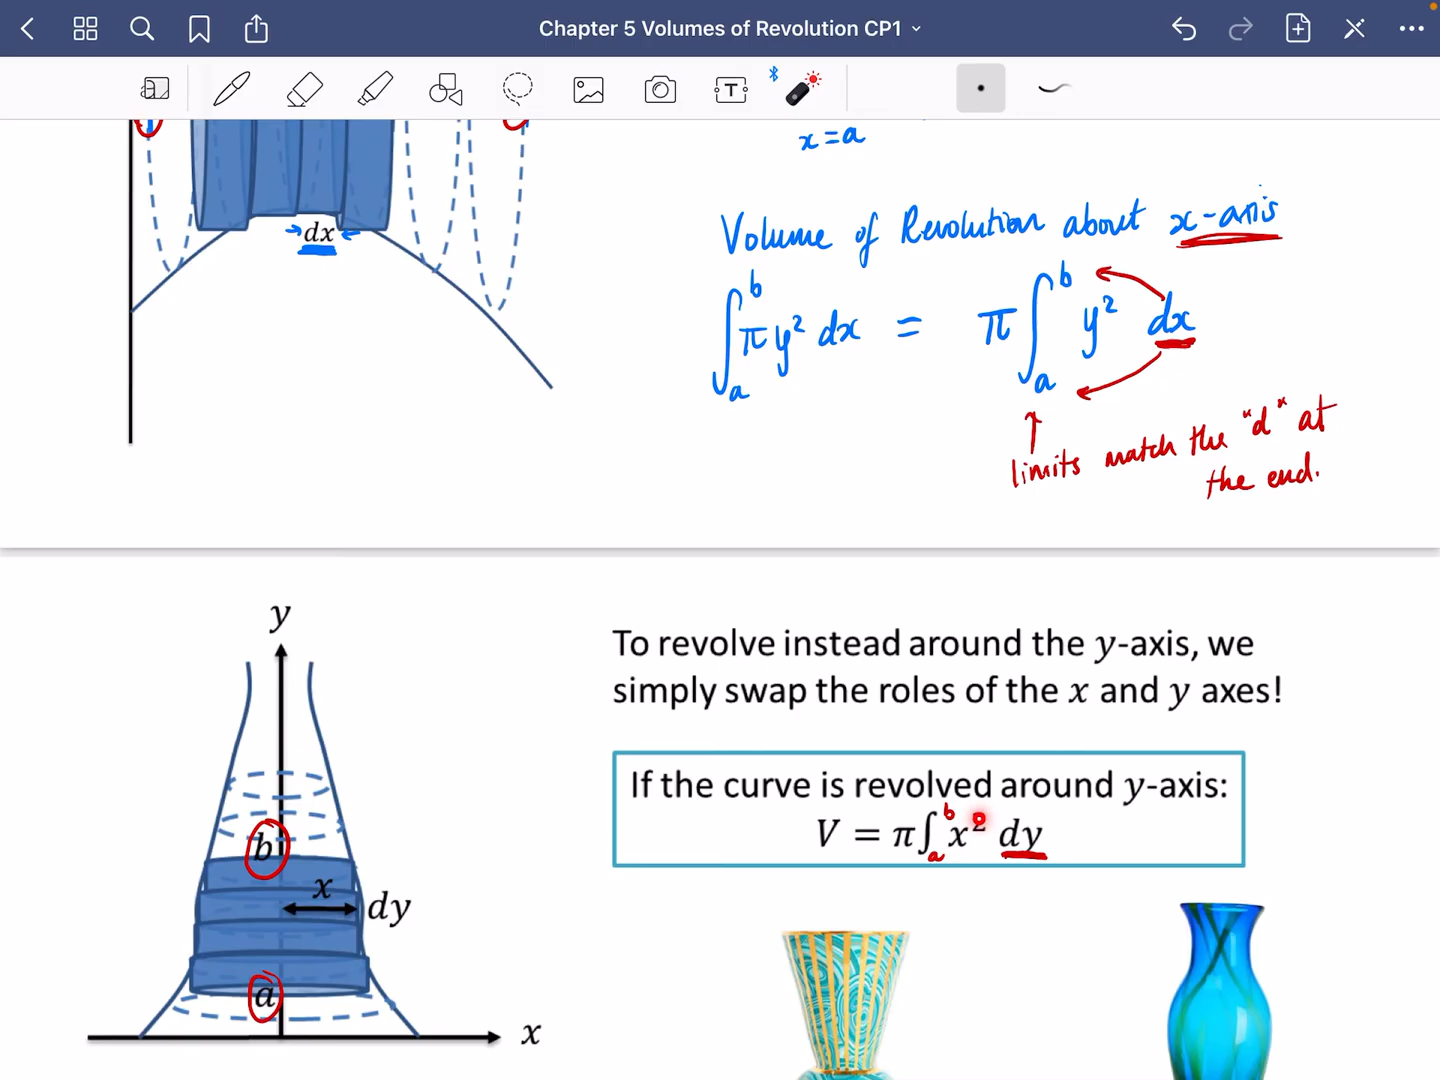 Chapter 5 Volumes of Revolution CP1
T
x = a
dx
Volume of Revolution about x-axis
∫ₐᵇ πy² dx = π ∫ₐᵇ y² dx
limits match the "d" at
the end.
y
To revolve instead around the y-axis, we
simply swap the roles of the x and y axes!
If the curve is revolved around y-axis:
V = π∫ₐᵇ x² dy
b
x
dy
a
x